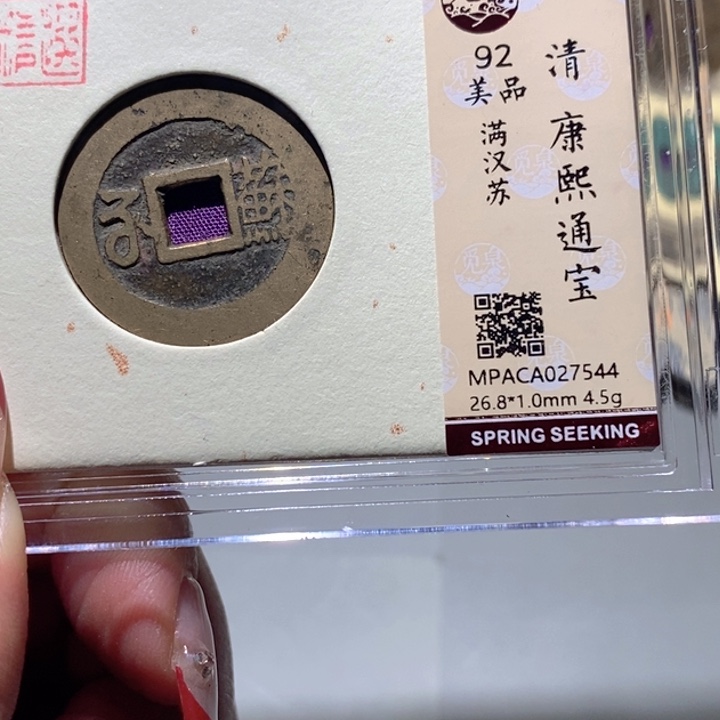 92
美品
满汉苏
清康熙通宝
MPACA027544
26.8*1.0mm 4.5g
SPRING SEEKING
蘇